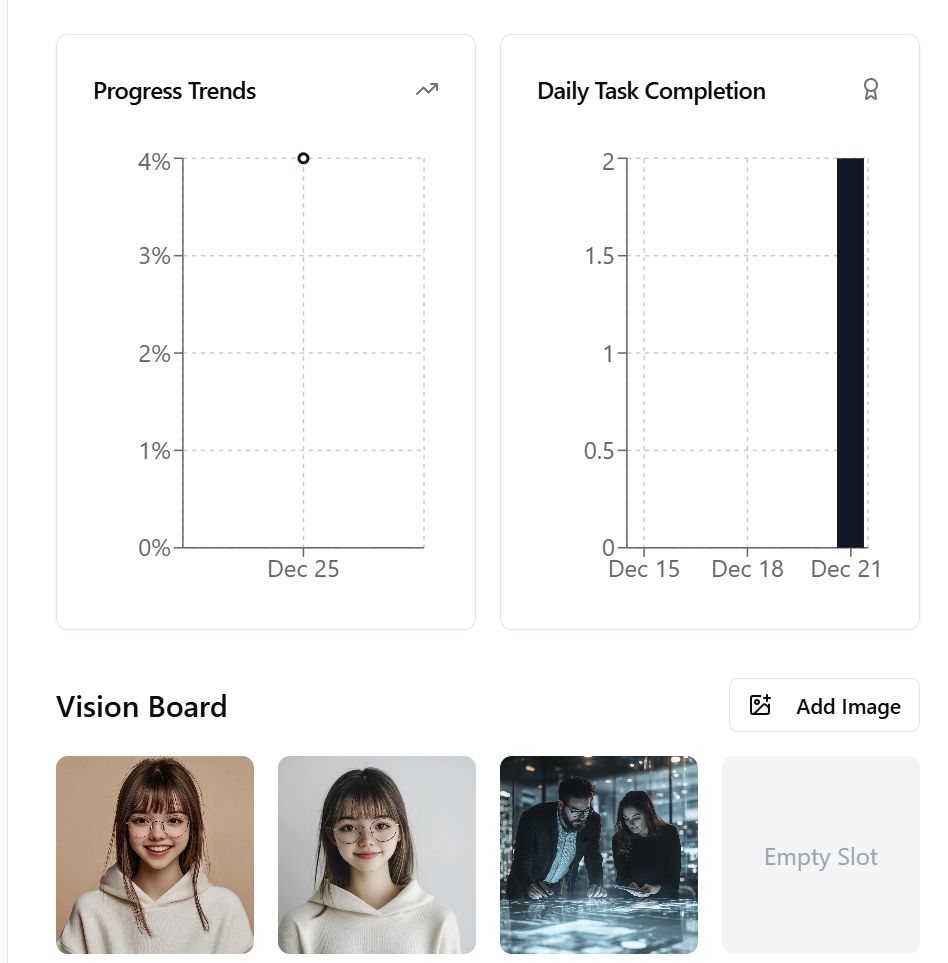 Progress Trends
4%
3%
2%
1%
0%
Dec 25
Daily Task Completion
2
1.5
1
0.5
0
Dec 15 Dec 18 Dec 21
Vision Board
Add Image
Empty Slot